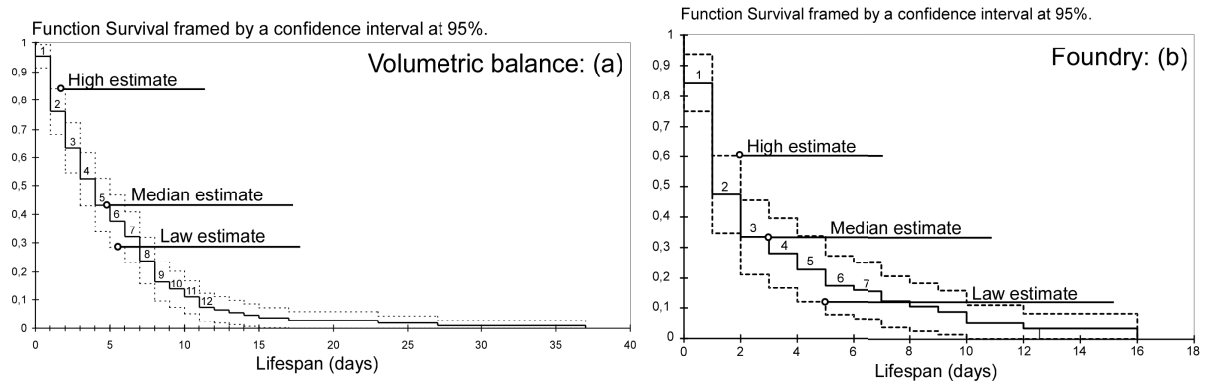 Function Survival framed by a confidence interval at 95%.
Volumetric balance: (a)
High estimate
Median estimate
Law estimate
1
0,9
0,8
0,7
0,6
0,5
0,4
0,3
0,2
0,1
0
1
2
3
4
5
6
7
8
9
10
11
12
0 5 10 15 20 25 30 35 40
Lifespan (days)
Function Survival framed by a confidence interval at 95%.
Foundry: (b)
High estimate
Median estimate
Law estimate
1
0,9
0,8
0,7
0,6
0,5
0,4
0,3
0,2
0,1
0
1
2
3
4
5
6
7
0 2 4 6 8 10 12 14 16 18
Lifespan (days)